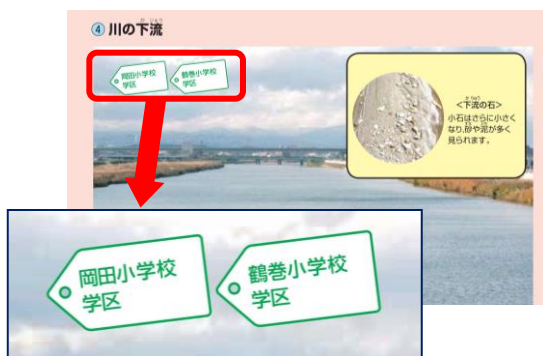 ④ 川の下流
岡田小学校
学区
鶴巻小学校
学区
<下流の石>
小石はさらに小さく
なり,砂や泥が多く
見られます。
岡田小学校
学区
鶴巻小学校
学区